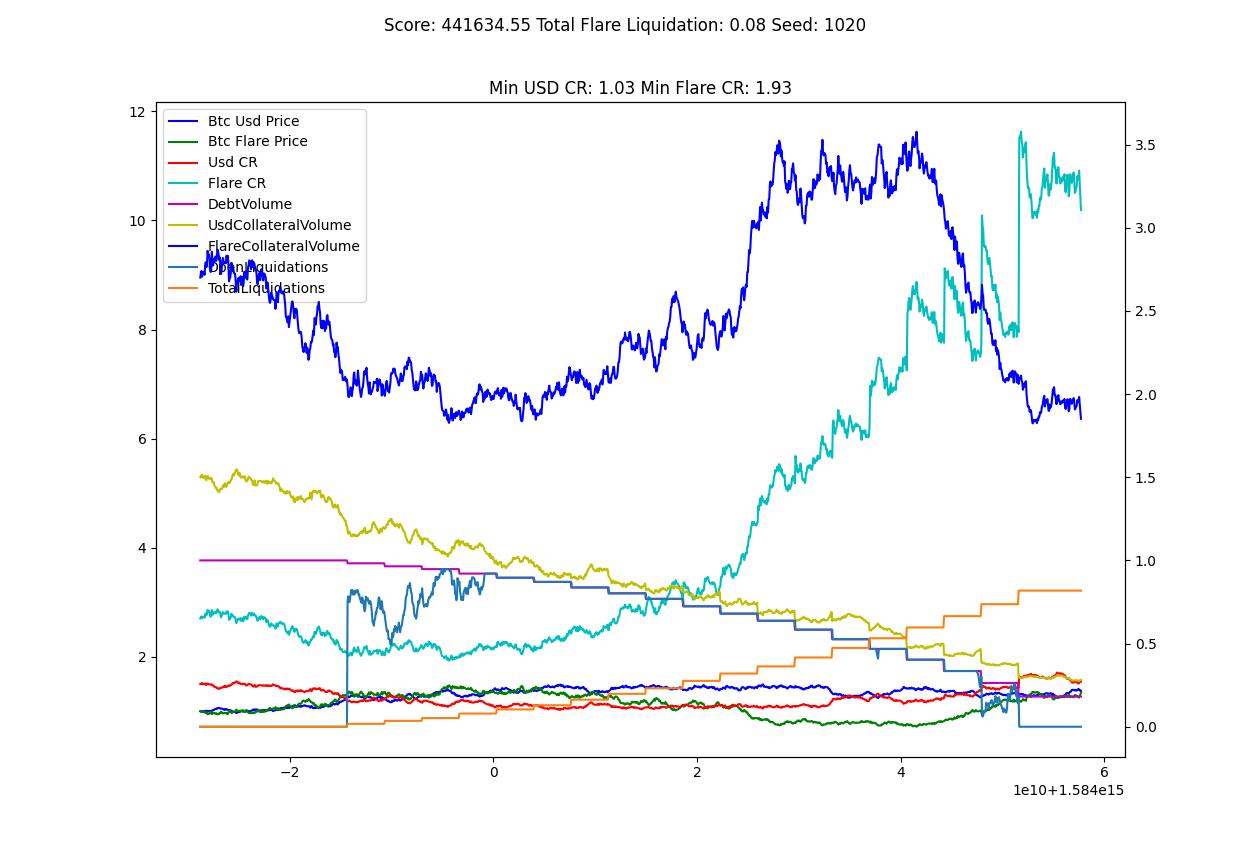 Score: 441634.55 Total Flare Liquidation: 0.08 Seed: 1020
Min USD CR: 1.03 Min Flare CR: 1.93
Btc Usd Price
Btc Flare Price
Usd CR
Flare CR
DebtVolume
UsdCollateralVolume
FlareCollateralVolume
OpenLiquidations
TotalLiquidations
12
10
8
6
4
2
3.5
3.0
2.5
2.0
1.5
1.0
0.5
0.0
−2 0 2 4 6
1e10+1.584e15